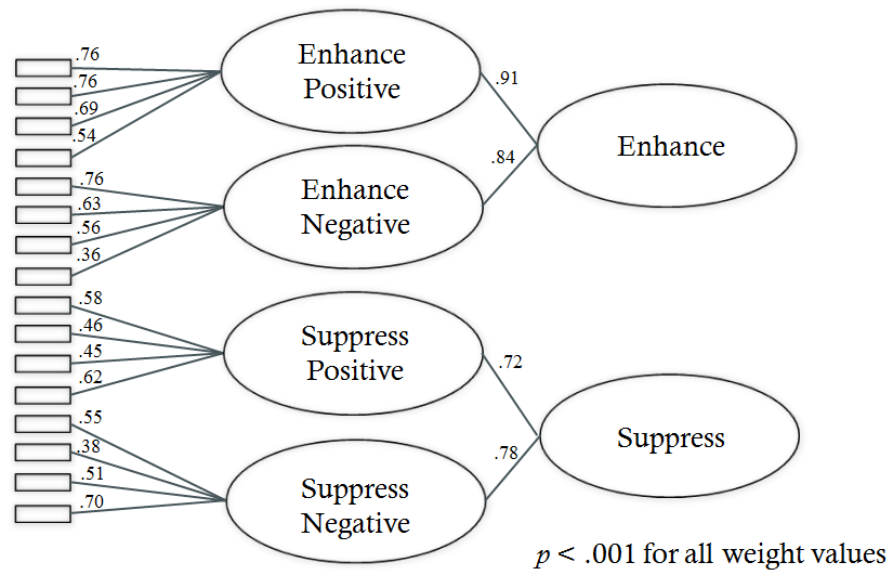 .76
.76
.69
.54
Enhance
Positive
.91
Enhance
.84
.76
.63
.56
.36
Enhance
Negative
.58
.46
.45
.62
Suppress
Positive
.72
Suppress
.78
.55
.38
.51
.70
Suppress
Negative
p < .001 for all weight values